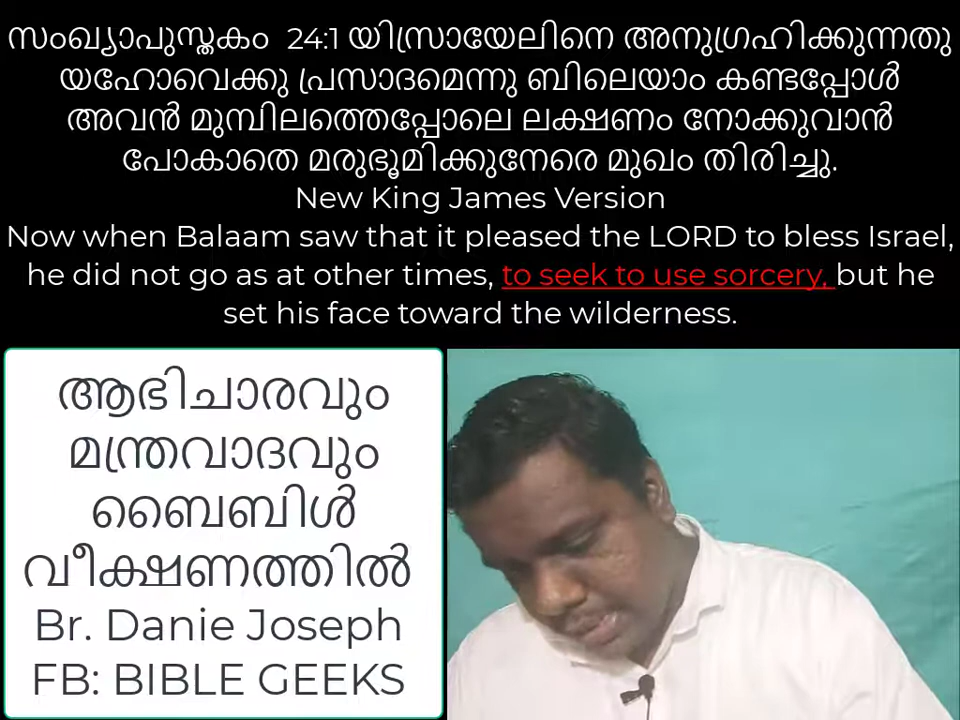 സംഖ്യാപുസ്തകം 24:1 യിസ്രായേലിനെ അനുഗ്രഹിക്കുന്നതു
യഹോവെക്കു പ്രസാദമെന്നു ബിലെയാം കണ്ടപ്പോൾ
അവൻ മുമ്പിലത്തെപ്പോലെ ലക്ഷണം നോക്കുവാൻ
പോകാതെ മരുഭൂമിക്കുനേരെ മുഖം തിരിച്ചു.
New King James Version
Now when Balaam saw that it pleased the LORD to bless Israel,
he did not go as at other times, to seek to use sorcery, but he
set his face toward the wilderness.
ആഭിചാരവും
മന്ത്രവാദവും
ബൈബിൾ
വീക്ഷണത്തിൽ
Br. Danie Joseph
FB: BIBLE GEEKS